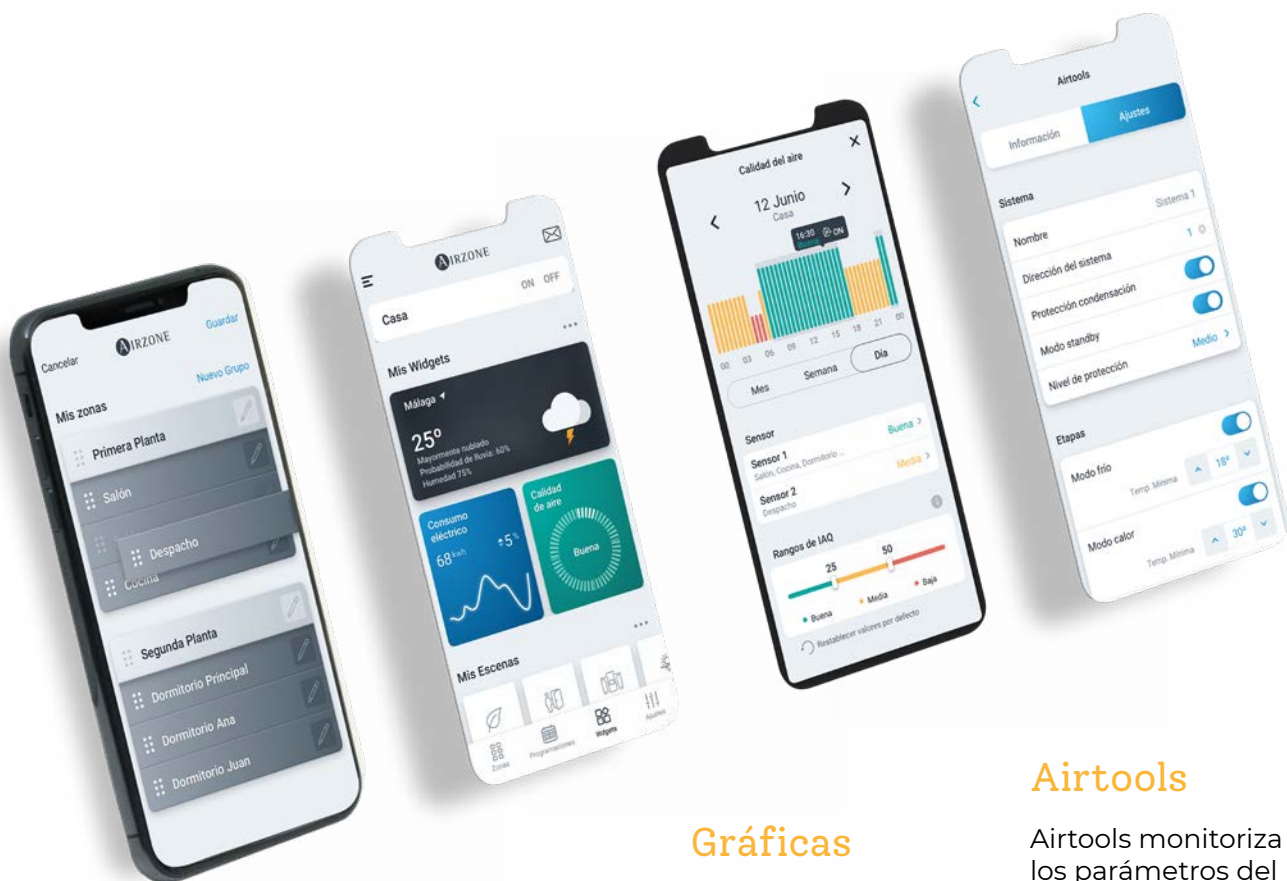 Cancelar
AIRZONE
Guardar
Nuevo Grupo
Mis zonas
Primera Planta
Salón
Despacho
Cocina
Segunda Planta
Dormitorio Principal
Dormitorio Ana
Dormitorio Juan
AIRZONE
Casa
ON OFF
Mis Widgets
Málaga
25º
Mayormente nublado
Probabilidad de lluvia: 60%
Humedad 75%
Consumo
eléctrico
68 kwh
5%
Calidad
de aire
Buena
Mis Escenas
Zonas
Programaciones
Widgets
Ajustes
Calidad del aire
12 Junio
Casa
16:30 ON
Buena
00 03 06 09 12 15 18 21 00
Mes Semana Día
Sensor
Sensor 1
Salón, Cocina, Dormitorio ...
Buena
Sensor 2
Despacho
Media
Rangos de IAQ
25 50
Buena Media Baja
Restablecer valores por defecto
Airtools
Información Ajustes
Sistema
Nombre Sistema 1
Dirección del sistema 1
Protección condensación
Modo standby
Nivel de protección Medio
Etapas
Modo frío
Temp. Mínima 18º
Modo calor
Temp. Mínima 30º
Gráficas
Airtools
Airtools monitoriza
los parámetros del